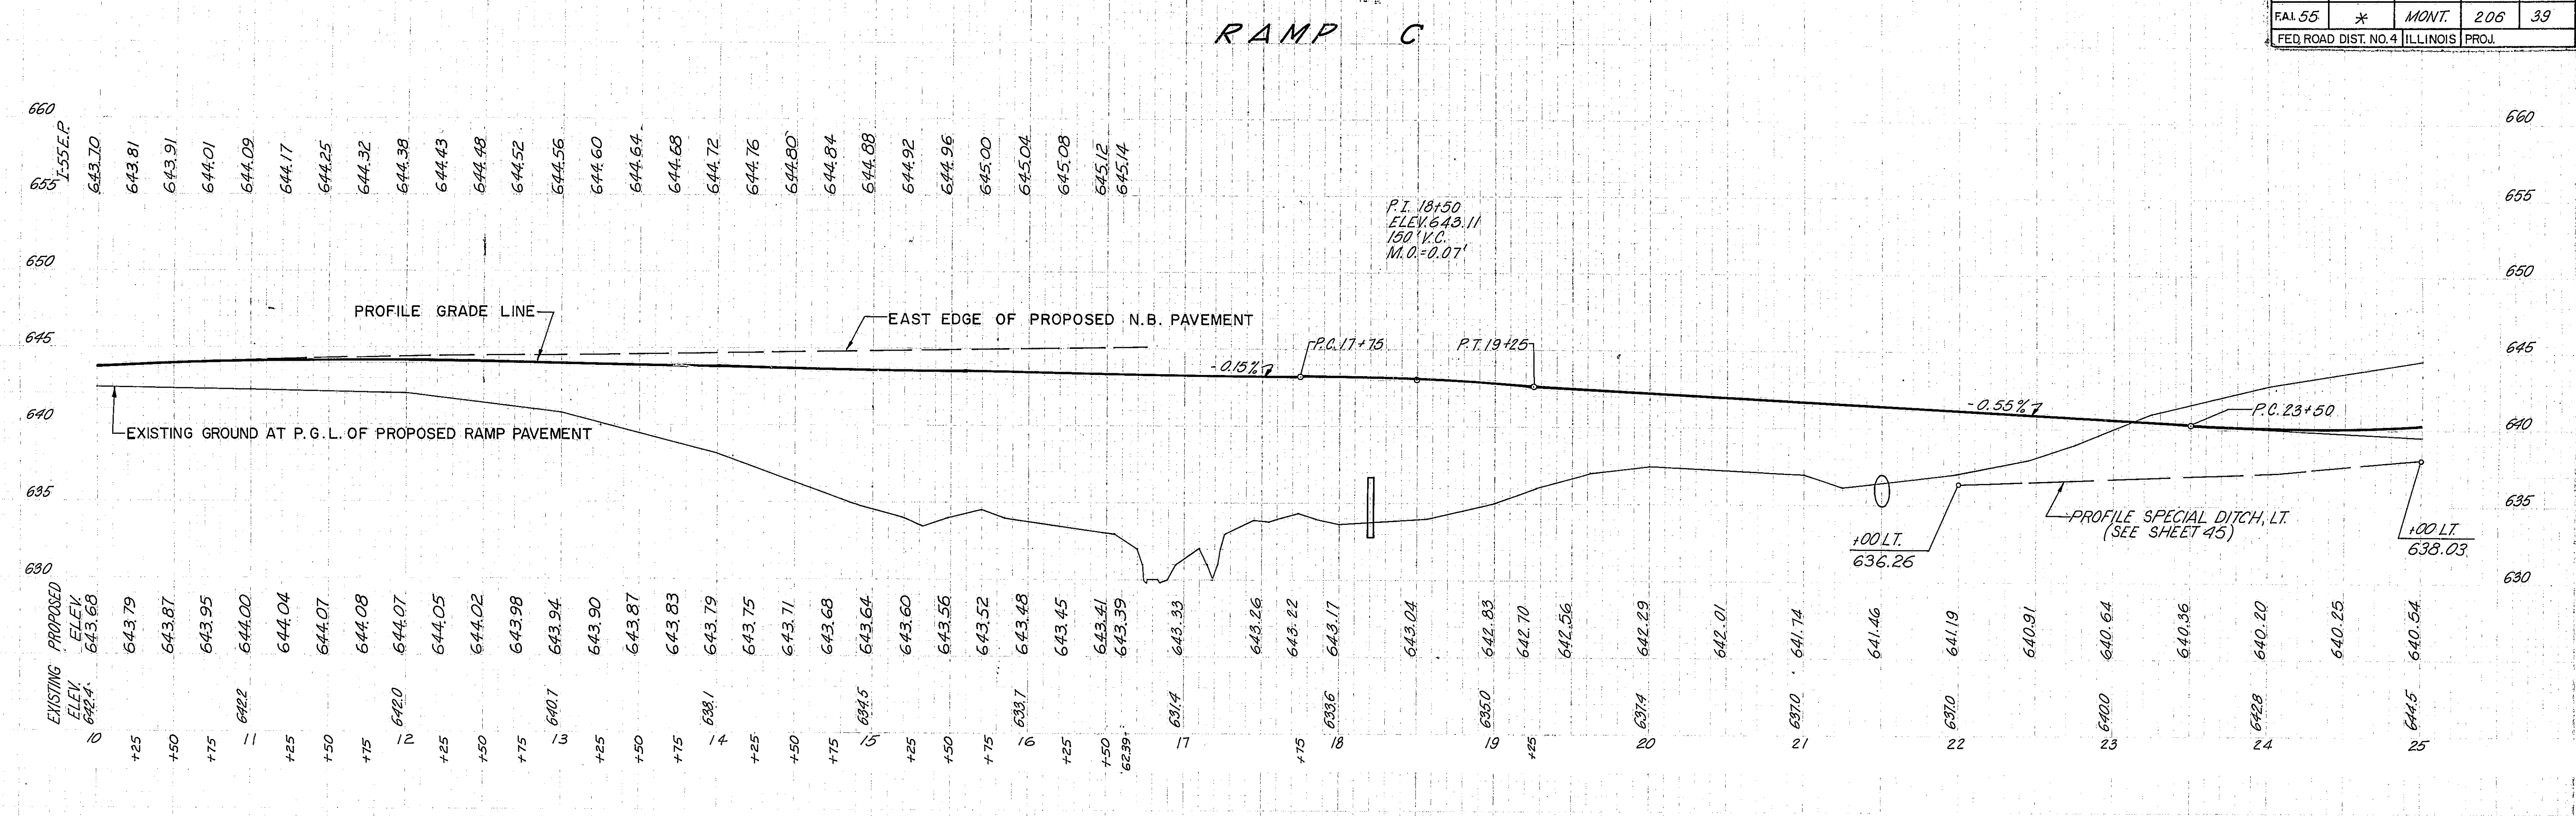 RAMP C
F.A.I. 55 * MONT. 206 39
FED. ROAD DIST. NO. 4 ILLINOIS PROJ.
660 660
I-55 E.P. 643.70 643.81 643.91 644.01 644.09 644.17 644.25 644.32 644.38 644.43 644.48 644.52 644.56 644.60 644.64 644.68 644.72 644.76 644.80 644.84 644.88 644.92 644.96 645.00 645.04 645.08 645.12 645.14
655 655
P.I. 18+50
ELEV. 643.11
150' V.C.
M.O.=0.07'
650 650
PROFILE GRADE LINE
EAST EDGE OF PROPOSED N.B. PAVEMENT
645 645
P.C. 17+75
P.T. 19+25
-0.15%
-0.55%
P.C. 23+50
640 640
EXISTING GROUND AT P.G.L. OF PROPOSED RAMP PAVEMENT
635 635
PROFILE SPECIAL DITCH, LT.
(SEE SHEET 45)
+00 LT.
636.26
+00 LT.
638.03
630 630
PROPOSED ELEV. 643.68 643.79 643.87 643.95 644.00 644.04 644.07 644.08 644.07 644.05 644.02 643.98 643.94 643.90 643.87 643.83 643.79 643.75 643.71 643.68 643.64 643.60 643.56 643.52 643.48 643.45 643.41 643.39 643.33 643.26 643.22 643.17 643.04 642.83 642.70 642.56 642.29 642.01 641.74 641.46 641.19 640.91 640.64 640.36 640.20 640.25 640.54
EXISTING ELEV. 642.4 642.2 642.0 640.7 638.1 634.5 633.7 631.4 633.6 635.0 637.4 637.0 637.0 640.0 642.8 644.5
10 +25 +50 +75 11 +25 +50 +75 12 +25 +50 +75 13 +25 +50 +75 14 +25 +50 +75 15 +25 +50 +75 16 +25 +50 62.39 17 +75 18 19 +25 20 21 22 23 24 25